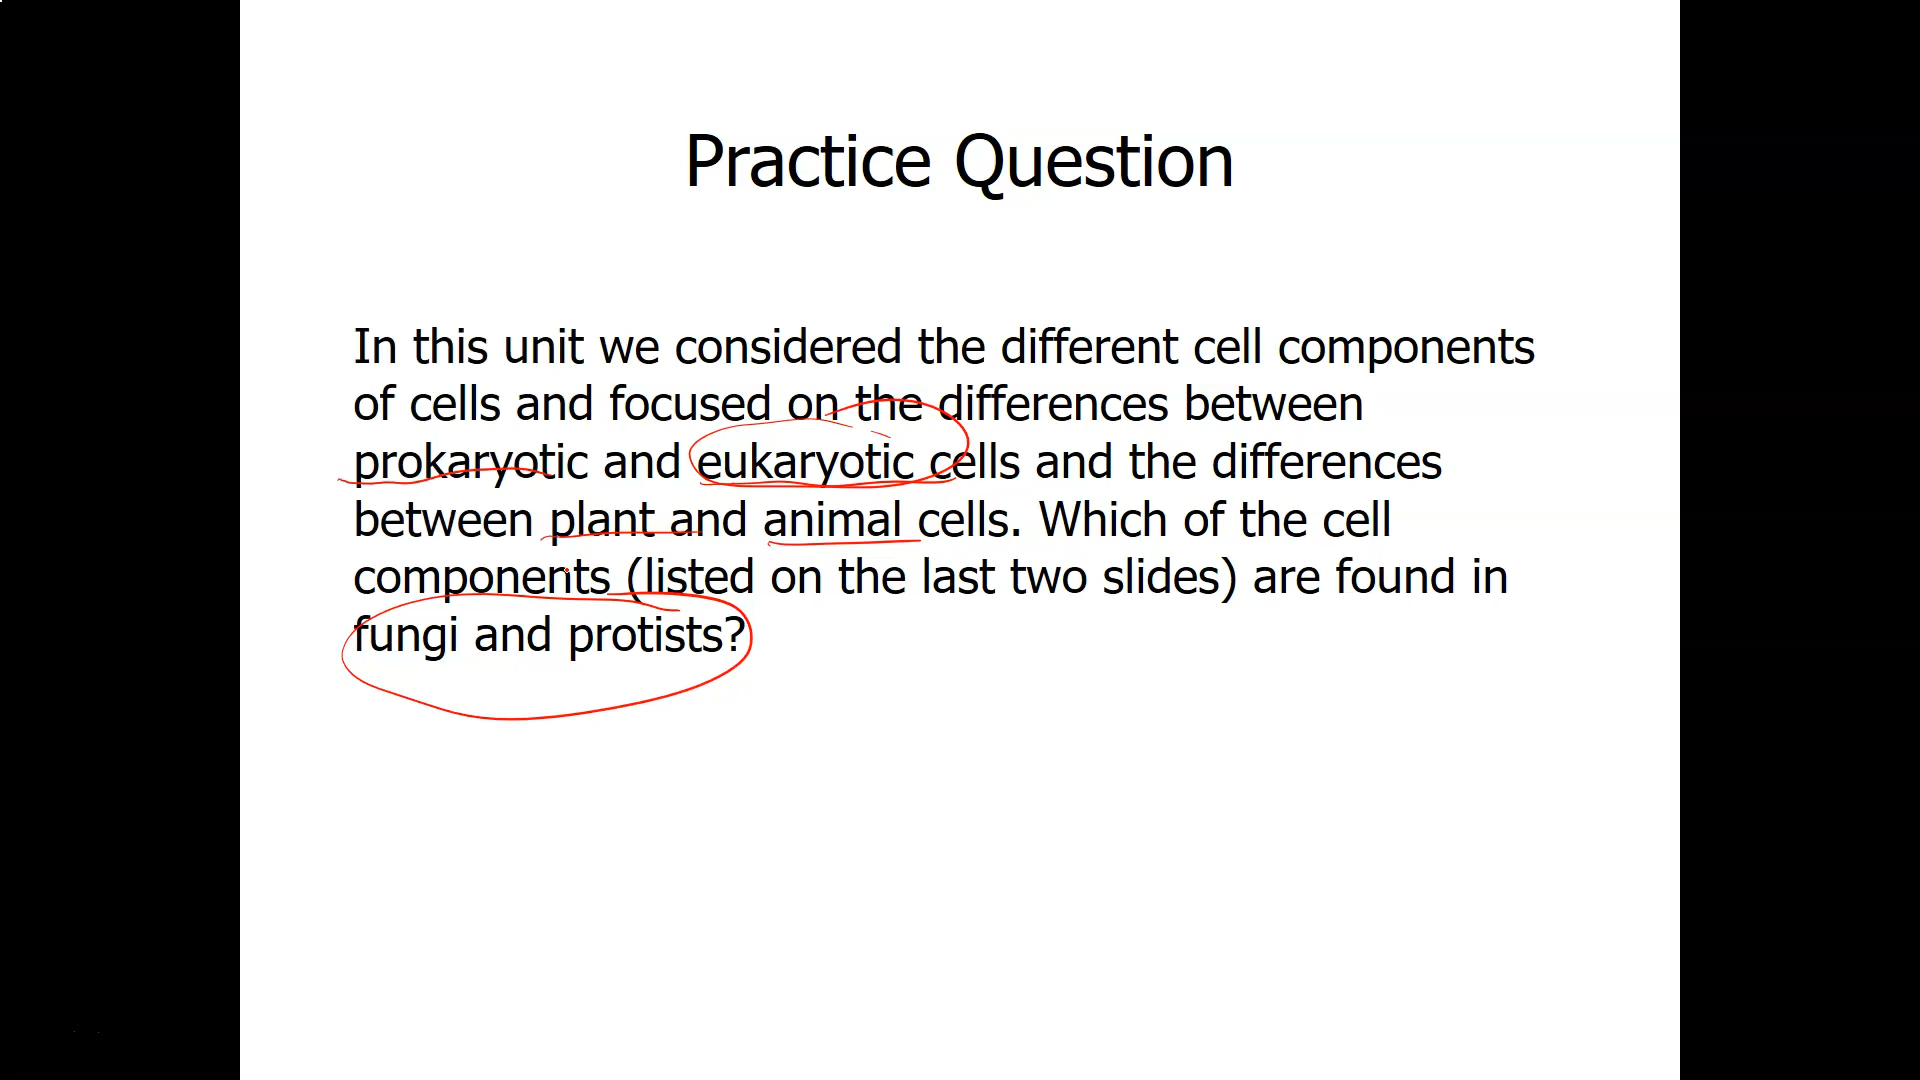 Practice Question
In this unit we considered the different cell components
of cells and focused on the differences between
prokaryotic and eukaryotic cells and the differences
between plant and animal cells. Which of the cell
components (listed on the last two slides) are found in
fungi and protists?